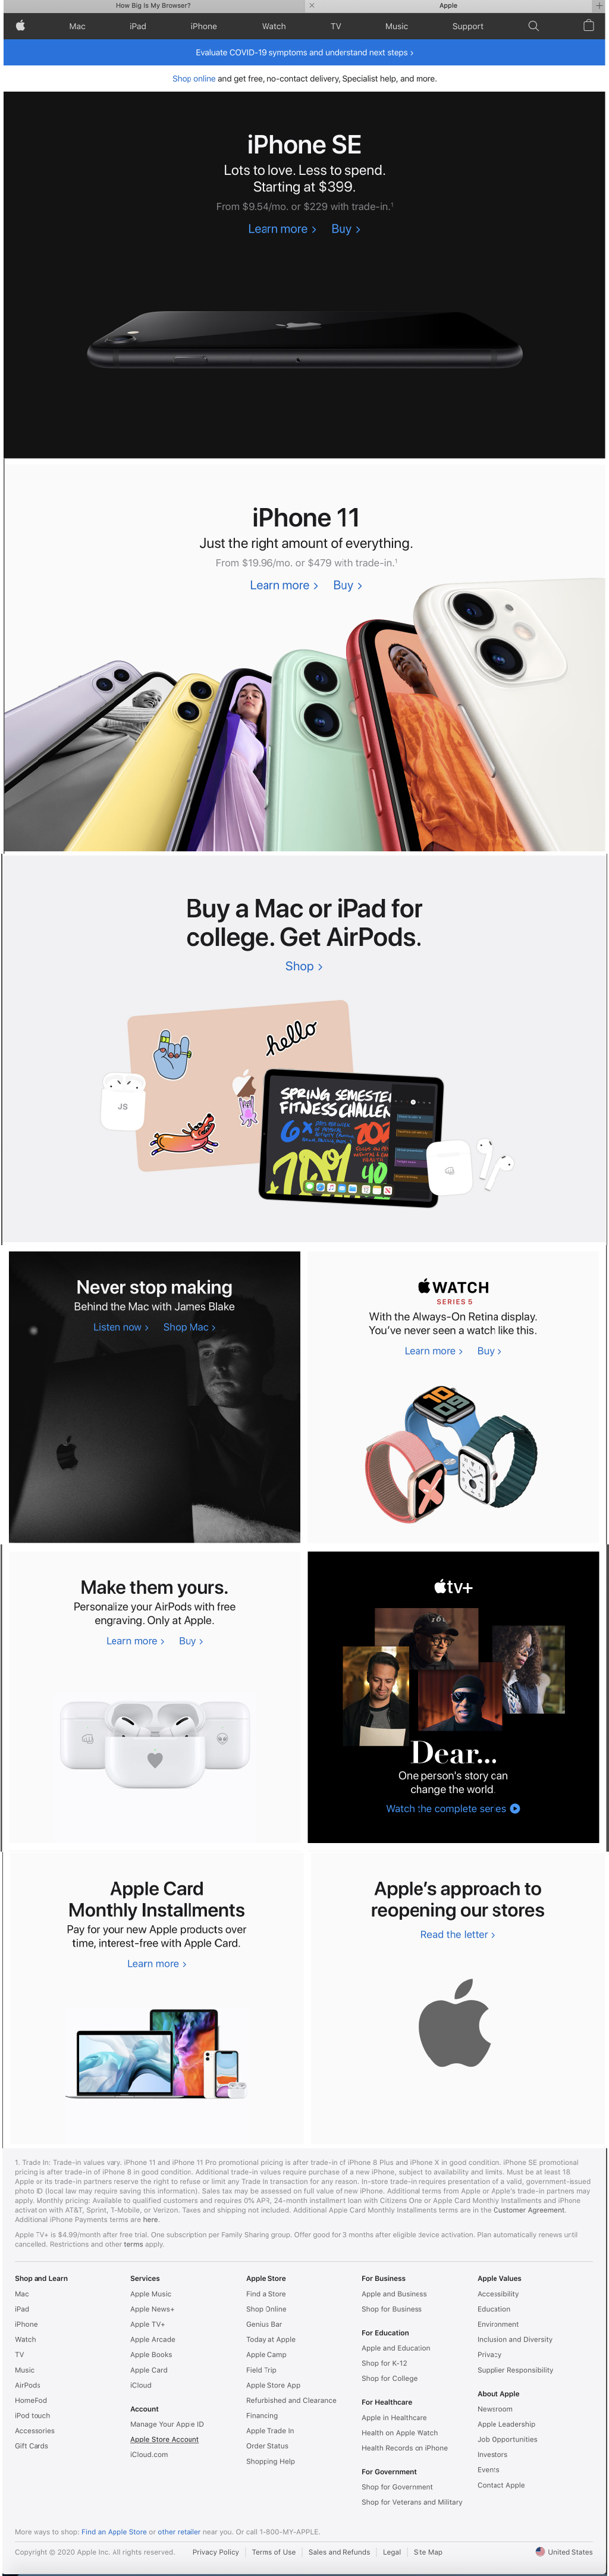 How Big Is My Browser?
Apple
Mac iPad iPhone Watch TV Music Support
Evaluate COVID-19 symptoms and understand next steps >
Shop online and get free, no-contact delivery, Specialist help, and more.
iPhone SE
Lots to love. Less to spend.
Starting at $399.
From $9.54/mo. or $229 with trade-in.¹
Learn more > Buy >
iPhone 11
Just the right amount of everything.
From $19.96/mo. or $479 with trade-in.¹
Learn more > Buy >
Buy a Mac or iPad for
college. Get AirPods.
Shop >
hello
JS
SPRING SEMESTER
FITNESS CHALLEN
6x
40
Never stop making
Behind the Mac with James Blake
Listen now > Shop Mac >
WATCH
SERIES 5
With the Always-On Retina display.
You've never seen a watch like this.
Learn more > Buy >
Make them yours.
Personalize your AirPods with free
engraving. Only at Apple.
Learn more > Buy >
tv+
Dear...
One person's story can
change the world.
Watch the complete series
Apple Card
Monthly Installments
Pay for your new Apple products over
time, interest-free with Apple Card.
Learn more >
Apple's approach to
reopening our stores
Read the letter >
1. Trade In: Trade-in values vary. iPhone 11 and iPhone 11 Pro promotional pricing is after trade-in of iPhone 8 Plus and iPhone X in good condition. iPhone SE promotional
pricing is after trade-in of iPhone 8 in good condition. Additional trade-in values require purchase of a new iPhone, subject to availability and limits. Must be at least 18.
Apple or its trade-in partners reserve the right to refuse or limit any Trade In transaction for any reason. In-store trade-in requires presentation of a valid, government-issued
photo ID (local law may require saving this information). Sales tax may be assessed on full value of new iPhone. Additional terms from Apple or Apple's trade-in partners may
apply. Monthly pricing: Available to qualified customers and requires 0% APR, 24-month installment loan with Citizens One or Apple Card Monthly Installments and iPhone
activation with AT&T, Sprint, T-Mobile, or Verizon. Taxes and shipping not included. Additional Apple Card Monthly Installments terms are in the Customer Agreement.
Additional iPhone Payments terms are here.
Apple TV+ is $4.99/month after free trial. One subscription per Family Sharing group. Offer good for 3 months after eligible device activation. Plan automatically renews until
cancelled. Restrictions and other terms apply.
Shop and Learn
Mac
iPad
iPhone
Watch
TV
Music
AirPods
HomePod
iPod touch
Accessories
Gift Cards
Services
Apple Music
Apple News+
Apple TV+
Apple Arcade
Apple Books
Apple Card
iCloud
Account
Manage Your Apple ID
Apple Store Account
iCloud.com
Apple Store
Find a Store
Shop Online
Genius Bar
Today at Apple
Apple Camp
Field Trip
Apple Store App
Refurbished and Clearance
Financing
Apple Trade In
Order Status
Shopping Help
For Business
Apple and Business
Shop for Business
For Education
Apple and Education
Shop for K-12
Shop for College
For Healthcare
Apple in Healthcare
Health on Apple Watch
Health Records on iPhone
For Government
Shop for Government
Shop for Veterans and Military
Apple Values
Accessibility
Education
Environment
Inclusion and Diversity
Privacy
Supplier Responsibility
About Apple
Newsroom
Apple Leadership
Job Opportunities
Investors
Events
Contact Apple
More ways to shop: Find an Apple Store or other retailer near you. Or call 1-800-MY-APPLE.
Copyright © 2020 Apple Inc. All rights reserved. Privacy Policy | Terms of Use | Sales and Refunds | Legal | Site Map United States